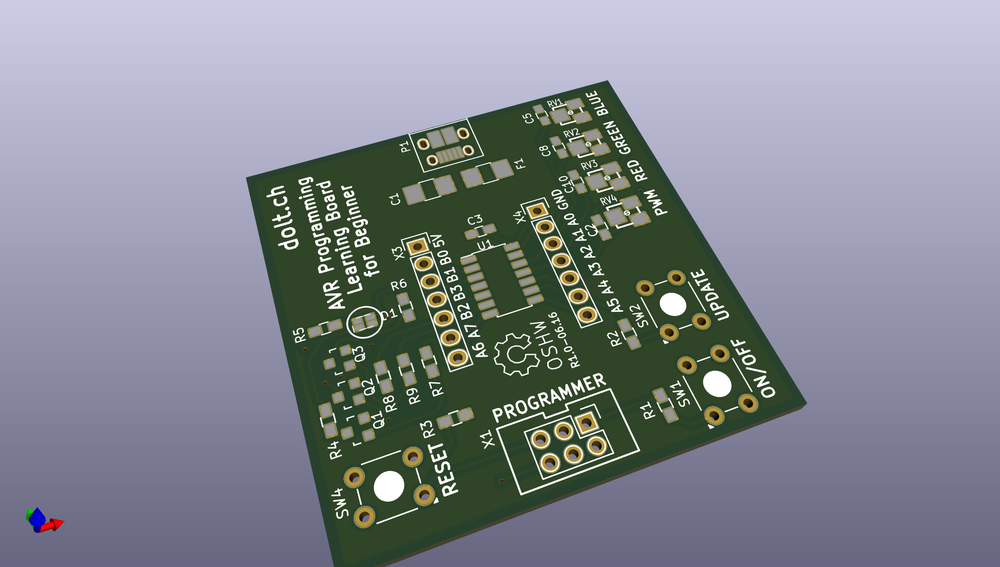 dolt.ch
AVR Programming
Learning Board
for Beginner
P1
C1
F1
C5
RV1
BLUE
C8
RV2
GREEN
C10
RV3
RED
RV4
PWM
C3
U1
X3
5V
B0
B1
B3
B2
A7
A6
X4
GND
A0
A1
A2
A3
A4
A5
R6
D1
R5
Q3
Q2
Q1
R4
R8
R9
R7
R3
OSHW
R1.0-06.16
R2
SW2
UPDATE
R1
SW1
ON/OFF
PROGRAMMER
X1
SW4
RESET